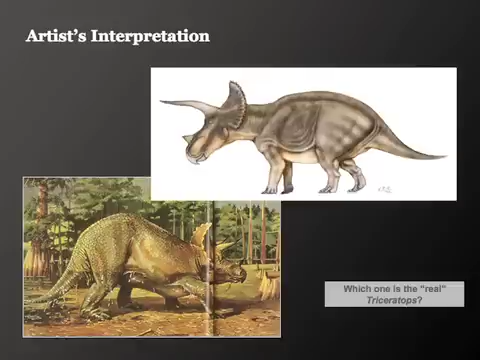 Artist's Interpretation
Which one is the "real"
Triceratops?